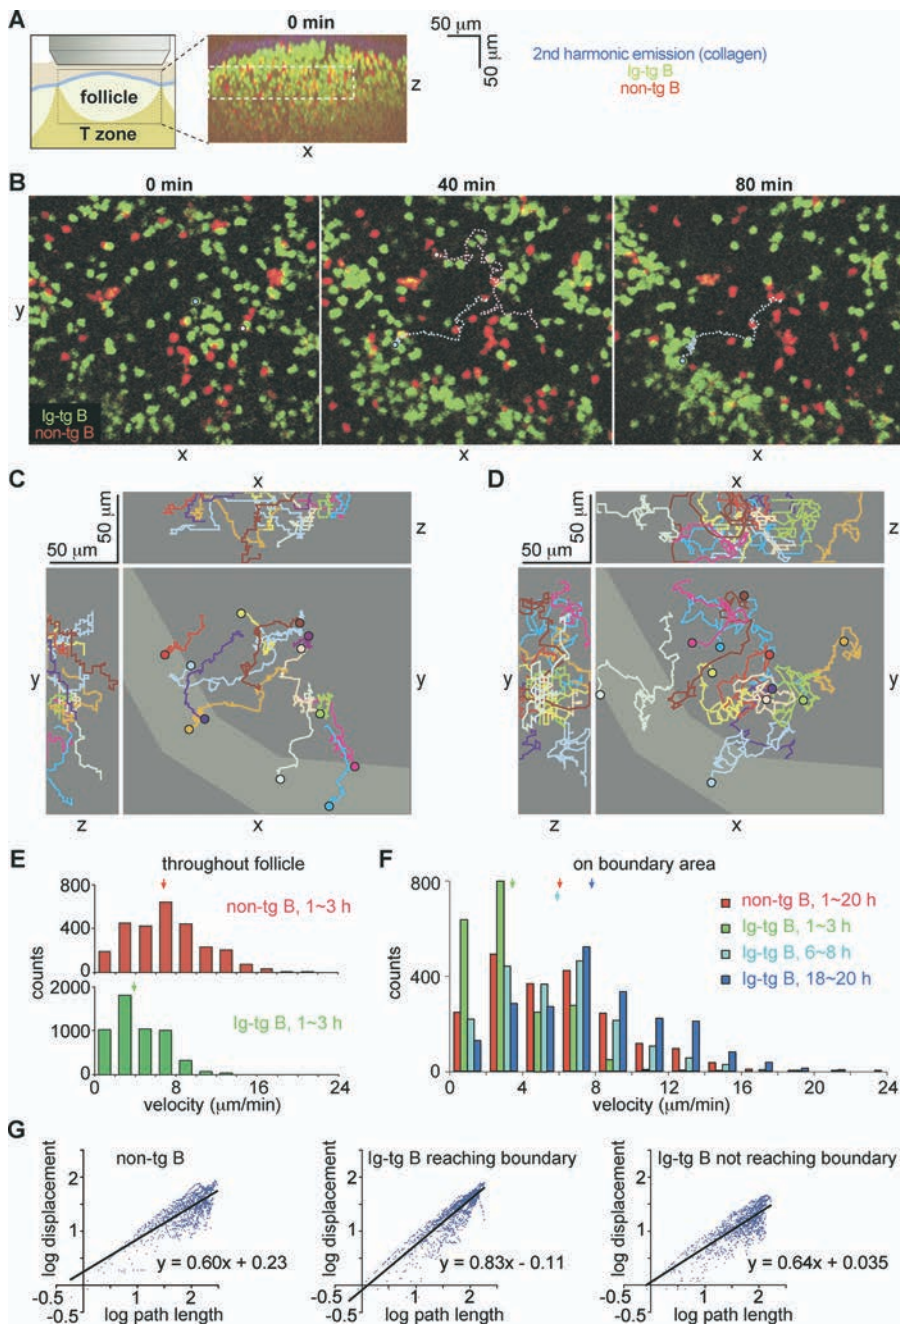 A
0 min
50 μm
50 μm
2nd harmonic emission (collagen)
Ig-tg B
non-tg B
follicle
T zone
z
x
B
0 min
40 min
80 min
y
Ig-tg B
non-tg B
x
x
x
C
x
D
x
50 μm
50 μm
z
50 μm
50 μm
z
y
y
y
y
z
x
z
x
E
throughout follicle
F
on boundary area
800
400
0
non-tg B, 1~3 h
counts
2000
1000
0
Ig-tg B, 1~3 h
0
8
16
24
velocity (μm/min)
800
400
0
counts
non-tg B, 1~20 h
Ig-tg B, 1~3 h
Ig-tg B, 6~8 h
Ig-tg B, 18~20 h
0
4
8
12
16
20
24
velocity (μm/min)
G
non-tg B
Ig-tg B reaching boundary
Ig-tg B not reaching boundary
log displacement
2
1
-0.5
-0.5
1
2
y = 0.60x + 0.23
log path length
log displacement
2
1
-0.5
-0.5
1
2
y = 0.83x - 0.11
log path length
log displacement
2
1
-0.5
-0.5
1
2
y = 0.64x + 0.035
log path length